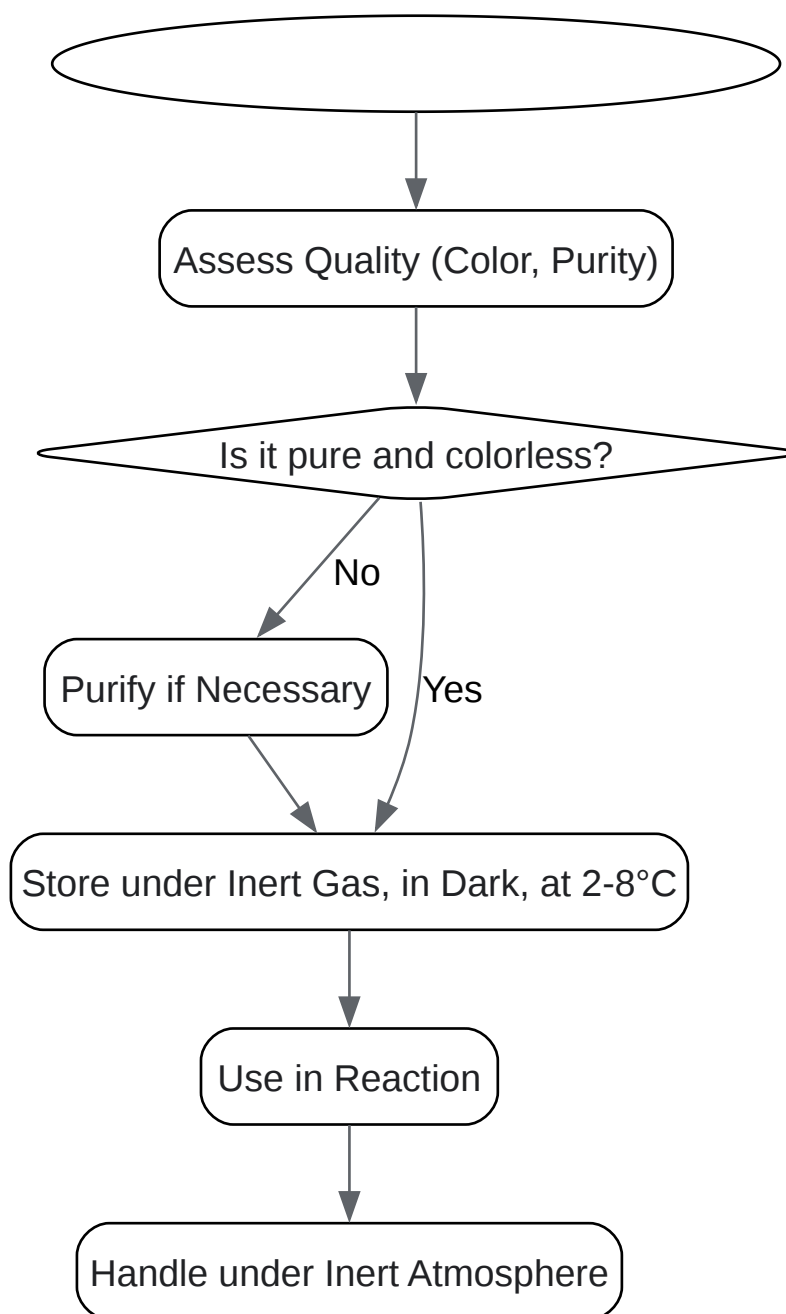 Assess Quality (Color, Purity)
Is it pure and colorless?
No
Purify if Necessary
Yes
Store under Inert Gas, in Dark, at 2-8°C
Use in Reaction
Handle under Inert Atmosphere